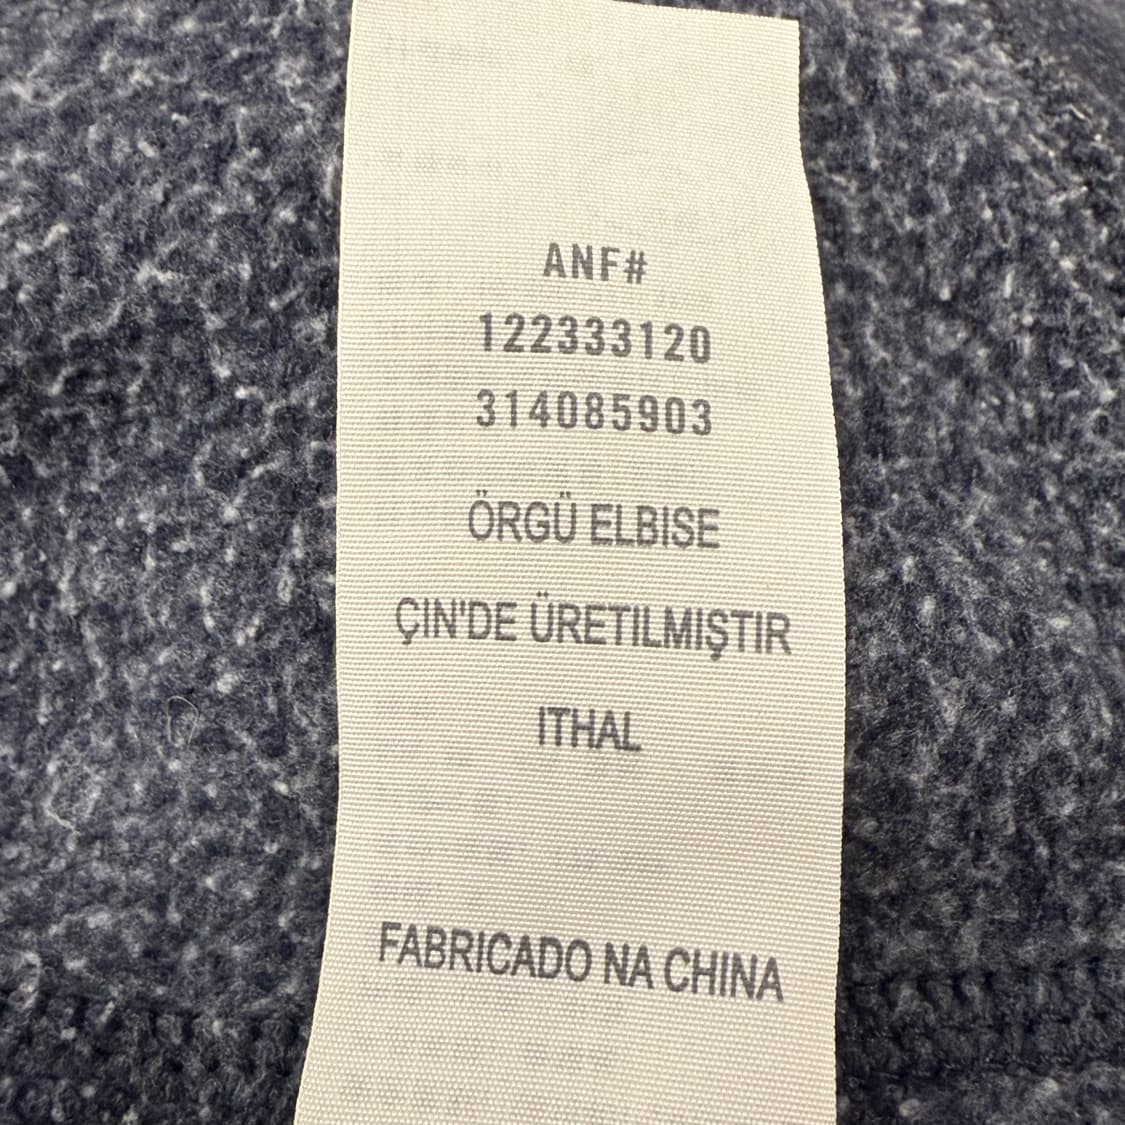 ANF#
122333120
314085903
ÖRGÜ ELBISE
ÇIN'DE ÜRETILMIŞTIR
ITHAL
FABRICADO NA CHINA